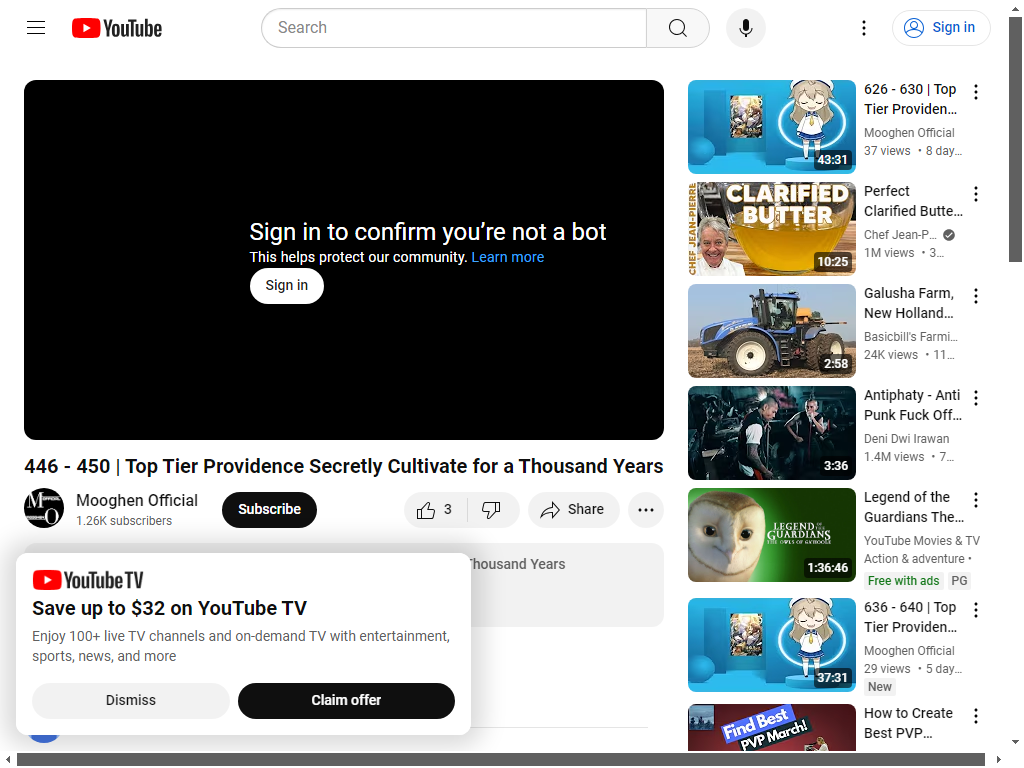 YouTube
Search
Sign in
Sign in to confirm you’re not a bot
This helps protect our community. Learn more
Sign in
446 - 450 | Top Tier Providence Secretly Cultivate for a Thousand Years
Mooghen Official
1.26K subscribers
Subscribe
3
Share
Thousand Years
YouTube TV
Save up to $32 on YouTube TV
Enjoy 100+ live TV channels and on-demand TV with entertainment,
sports, news, and more
Dismiss
Claim offer
43:31
626 - 630 | Top
Tier Providen...
Mooghen Official
37 views • 8 day...
CHEF JEAN-PIERRE
CLARIFIED
BUTTER
10:25
Perfect
Clarified Butte...
Chef Jean-P...
1M views • 3...
2:58
Galusha Farm,
New Holland...
Basicbill's Farmi...
24K views • 11...
3:36
Antiphaty - Anti
Punk Fuck Off...
Deni Dwi Irawan
1.4M views • 7...
LEGEND OF THE
GUARDIANS
THE OWLS OF GA'HOOLE
1:36:46
Legend of the
Guardians The...
YouTube Movies & TV
Action & adventure •
Free with ads
PG
37:31
636 - 640 | Top
Tier Providen...
Mooghen Official
29 views • 5 day...
New
Find Best
PVP March!
How to Create
Best PVP...